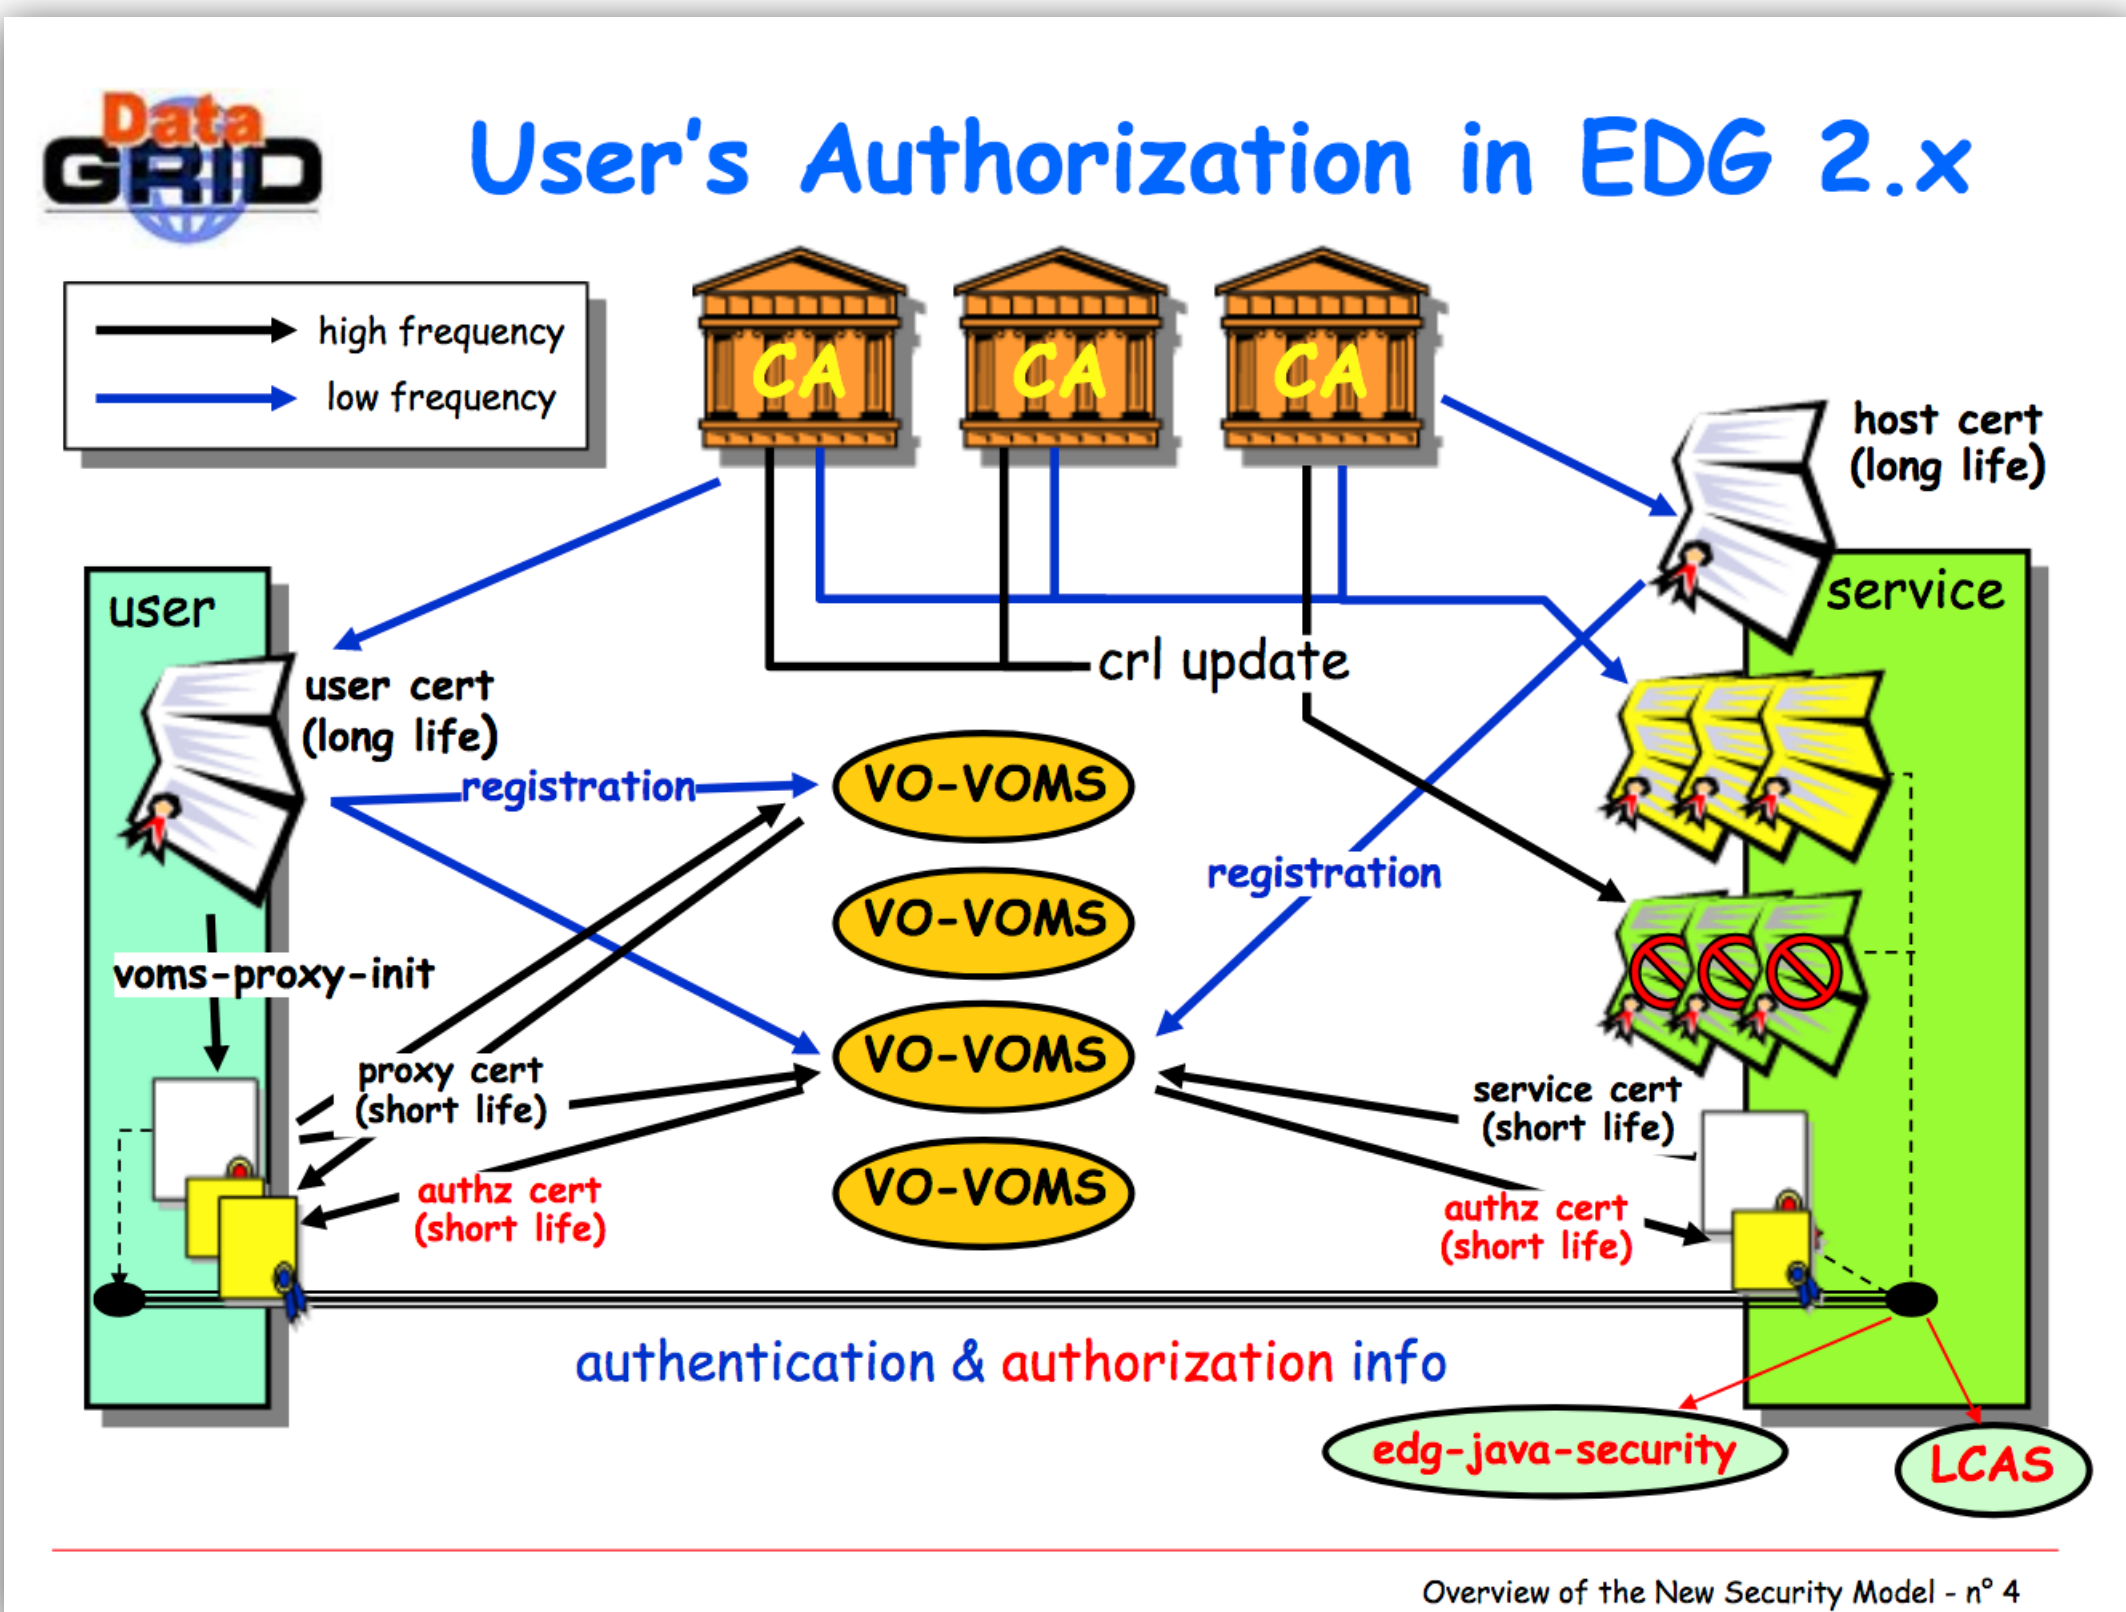 Data
GRID
User's Authorization in EDG 2.x
high frequency
low frequency
CA
CA
CA
host cert
(long life)
service
user
user cert
(long life)
crl update
registration
VO-VOMS
registration
VO-VOMS
voms-proxy-init
VO-VOMS
proxy cert
(short life)
service cert
(short life)
authz cert
(short life)
VO-VOMS
authz cert
(short life)
authentication & authorization info
edg-java-security
LCAS
Overview of the New Security Model - n° 4